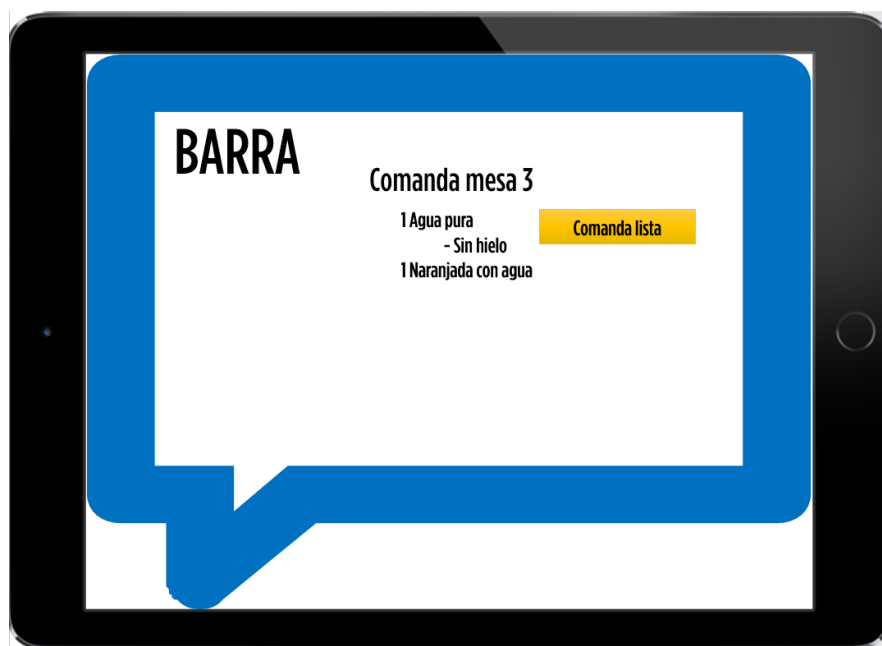 BARRA
Comanda mesa 3
1 Agua pura
- Sin hielo
1 Naranjada con agua
Comanda lista